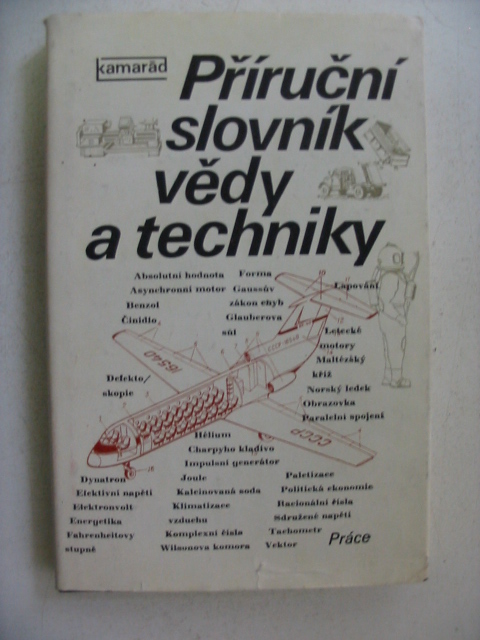 kamarád
Příruční
slovník
vědy
a techniky
Absolutní hodnota
Asynchronní motor
Benzol
Činidlo
Forma
Gaussův
zákon chyb
Glauberova
sůl
Lapování
Letecké
motory
Maltézský
kříž
Norský ledek
Obrazovka
Paralelní spojení
Defekto/
skopie
16540
CCCP
Hélium
Charpyho kladivo
Impulsní generátor
Dynatron
Efektivní napětí
Elektronvolt
Energetika
Fahrenheitovy
stupně
Joule
Kalcinovaná soda
Klimatizace
vzduchu
Komplexní čísla
Wilsonova komora
Paletizace
Politická ekonomie
Racionální čísla
Sdružené napětí
Tachometr
Vektor
Práce